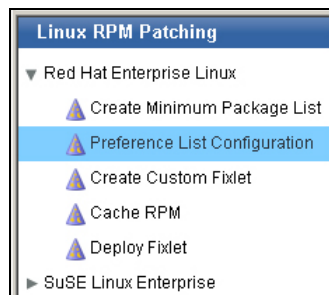 Linux RPM Patching
Red Hat Enterprise Linux
Create Minimum Package List
Preference List Configuration
Create Custom Fixlet
Cache RPM
Deploy Fixlet
SuSE Linux Enterprise